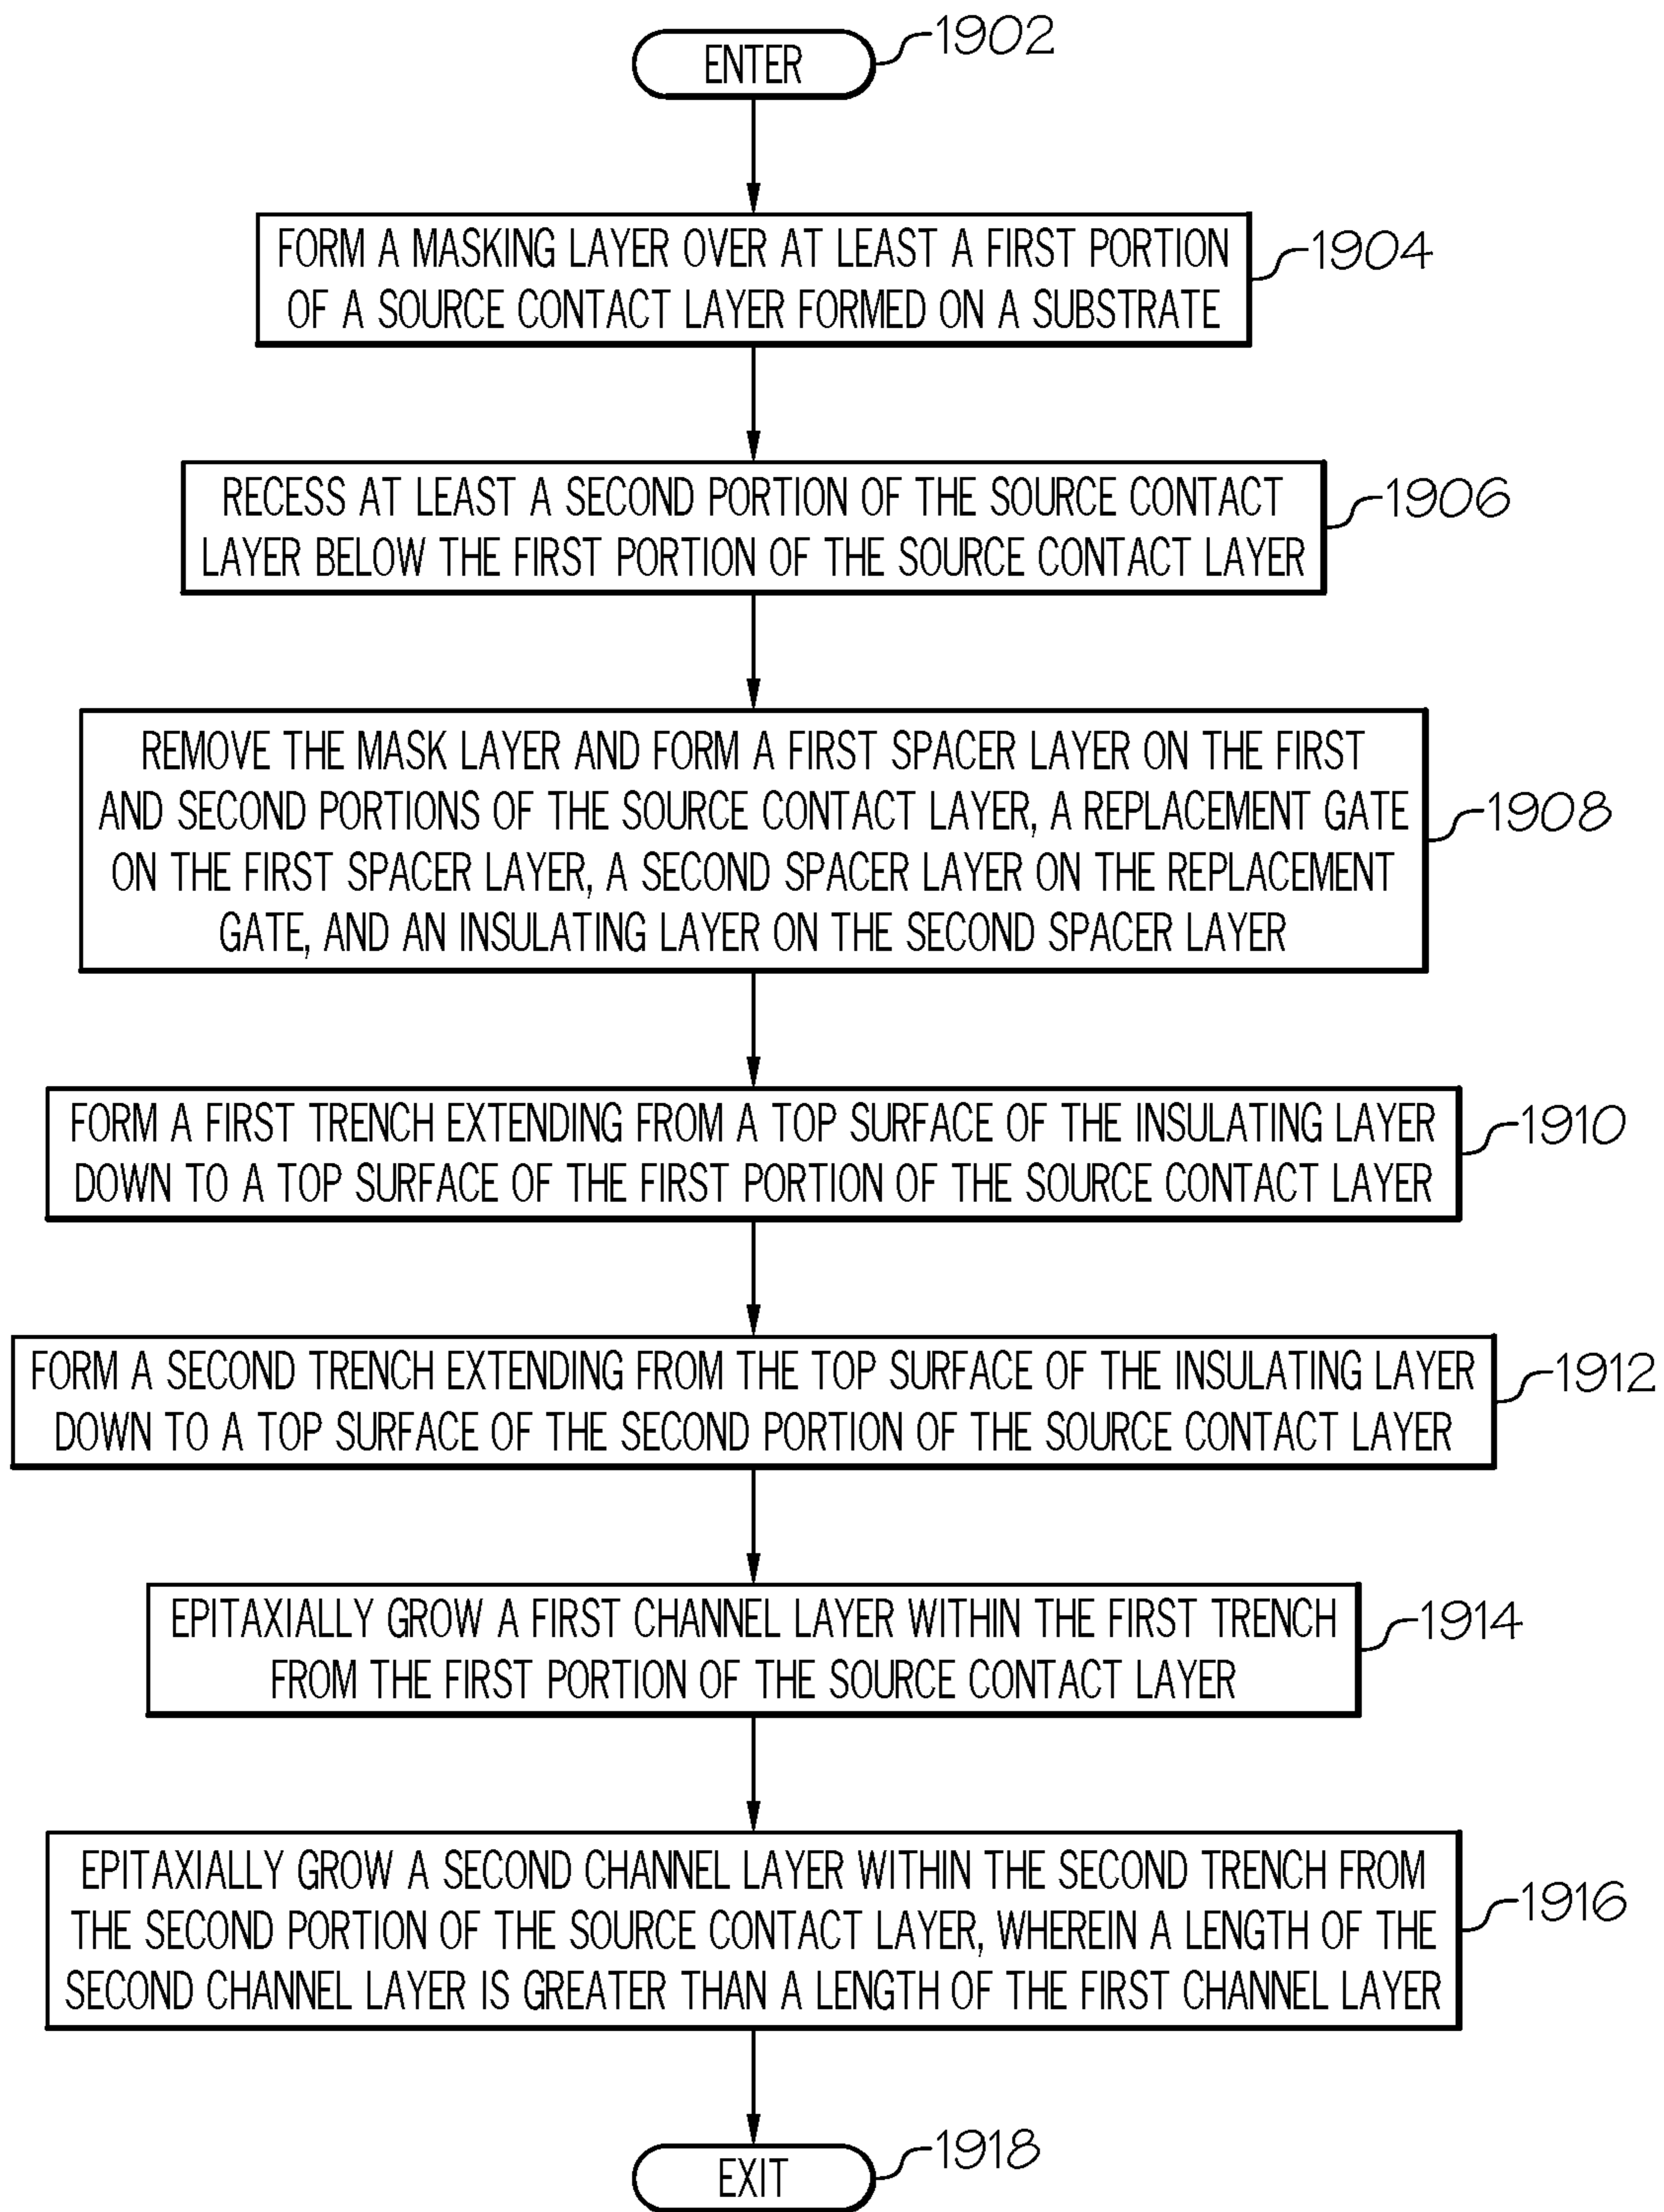 ENTER
1902
FORM A MASKING LAYER OVER AT LEAST A FIRST PORTION
OF A SOURCE CONTACT LAYER FORMED ON A SUBSTRATE
1904
RECESS AT LEAST A SECOND PORTION OF THE SOURCE CONTACT
LAYER BELOW THE FIRST PORTION OF THE SOURCE CONTACT LAYER
1906
REMOVE THE MASK LAYER AND FORM A FIRST SPACER LAYER ON THE FIRST
AND SECOND PORTIONS OF THE SOURCE CONTACT LAYER, A REPLACEMENT GATE
ON THE FIRST SPACER LAYER, A SECOND SPACER LAYER ON THE REPLACEMENT
GATE, AND AN INSULATING LAYER ON THE SECOND SPACER LAYER
1908
FORM A FIRST TRENCH EXTENDING FROM A TOP SURFACE OF THE INSULATING LAYER
DOWN TO A TOP SURFACE OF THE FIRST PORTION OF THE SOURCE CONTACT LAYER
1910
FORM A SECOND TRENCH EXTENDING FROM THE TOP SURFACE OF THE INSULATING LAYER
DOWN TO A TOP SURFACE OF THE SECOND PORTION OF THE SOURCE CONTACT LAYER
1912
EPITAXIALLY GROW A FIRST CHANNEL LAYER WITHIN THE FIRST TRENCH
FROM THE FIRST PORTION OF THE SOURCE CONTACT LAYER
1914
EPITAXIALLY GROW A SECOND CHANNEL LAYER WITHIN THE SECOND TRENCH FROM
THE SECOND PORTION OF THE SOURCE CONTACT LAYER, WHEREIN A LENGTH OF THE
SECOND CHANNEL LAYER IS GREATER THAN A LENGTH OF THE FIRST CHANNEL LAYER
1916
EXIT
1918